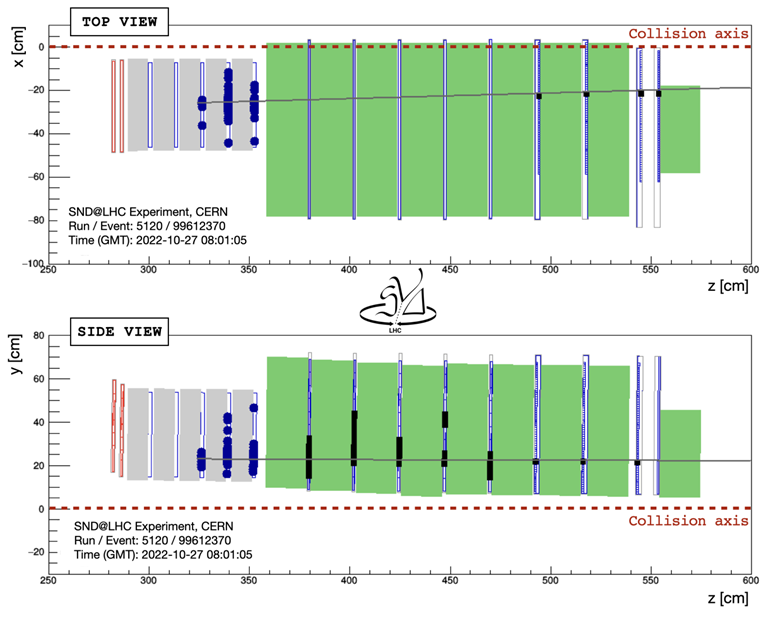 TOP VIEW
Collision axis
x [cm]
20
0
−20
−40
−60
−80
−100
SND@LHC Experiment, CERN
Run / Event: 5120 / 99612370
Time (GMT): 2022-10-27 08:01:05
250 300 350 400 450 500 550 600
z [cm]
LHC
SIDE VIEW
y [cm]
80
60
40
20
0
−20
Collision axis
SND@LHC Experiment, CERN
Run / Event: 5120 / 99612370
Time (GMT): 2022-10-27 08:01:05
250 300 350 400 450 500 550 600
z [cm]